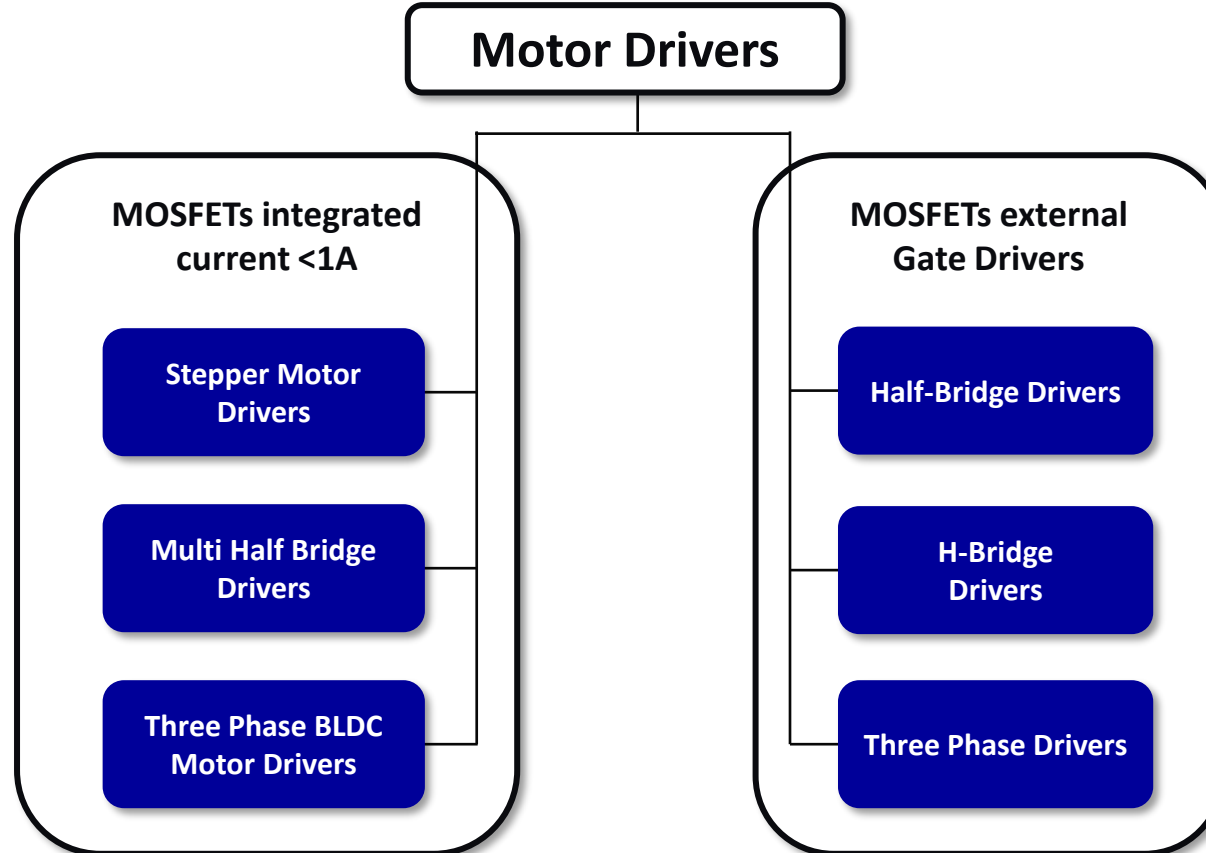 Motor Drivers
MOSFETs integrated
current <1A
Stepper Motor
Drivers
Multi Half Bridge
Drivers
Three Phase BLDC
Motor Drivers
MOSFETs external
Gate Drivers
Half-Bridge Drivers
H-Bridge
Drivers
Three Phase Drivers